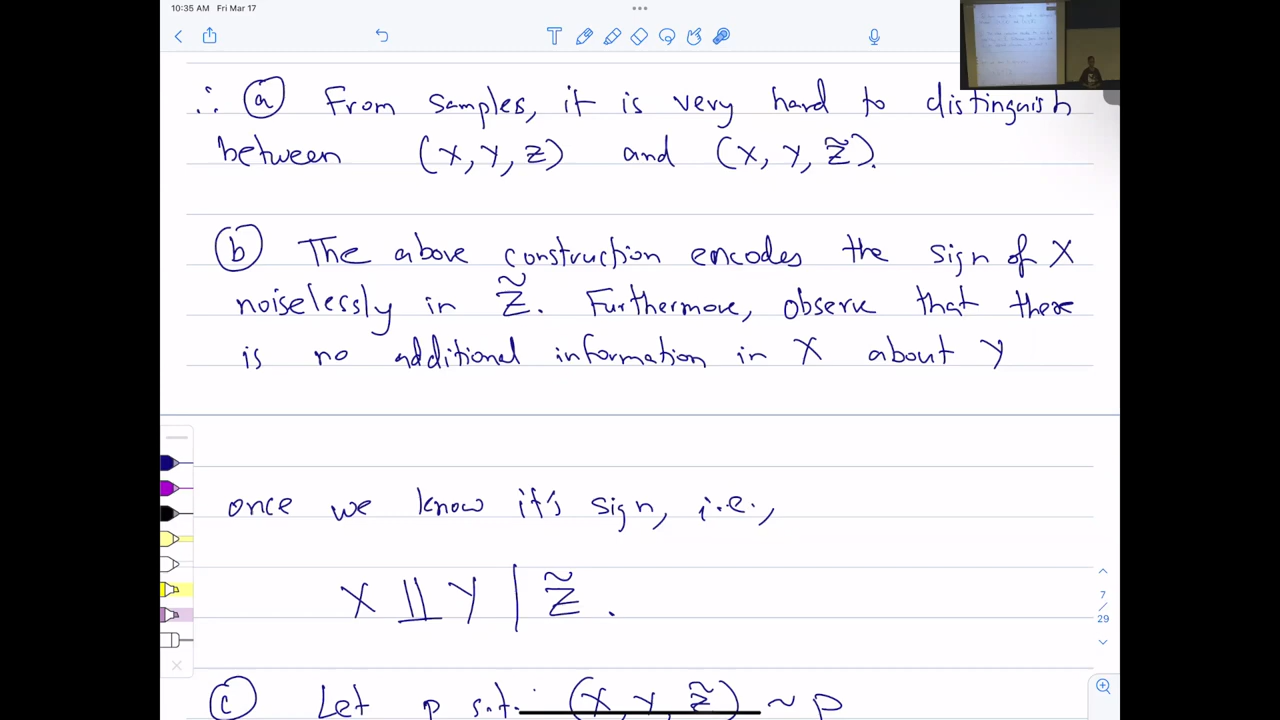 10:35 AM Fri Mar 17
∴ (a) From samples, it is very hard to distinguish
between (X, Y, Z) and (X, Y, Z̃).
(b) The above construction encodes the sign of X
noiselessly in Z̃. Furthermore, observe that there
is no additional information in X about Y
once we know it's sign, i.e.,
X ⫫ Y | Z̃ .
7
/
29
(c) Let p s.t. (X, Y, Z̃) ~ p